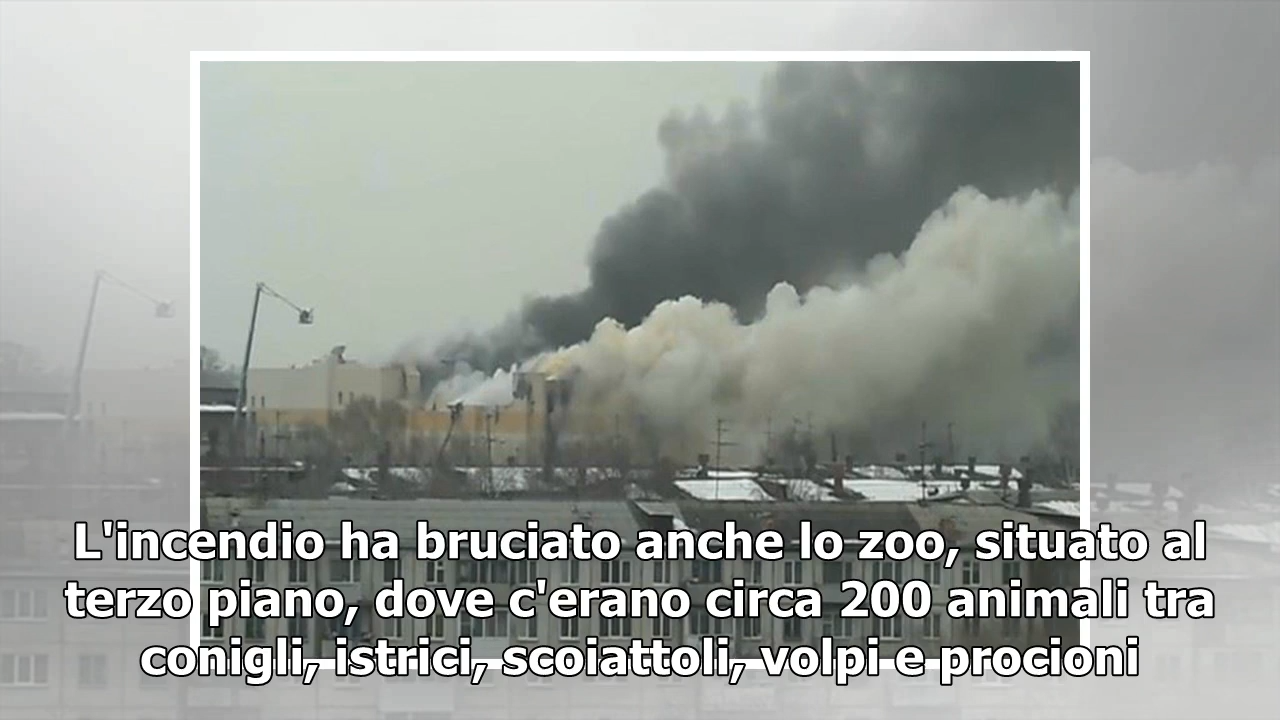 L'incendio ha bruciato anche lo zoo, situato al
terzo piano, dove c'erano circa 200 animali tra
conigli, istrici, scoiattoli, volpi e procioni